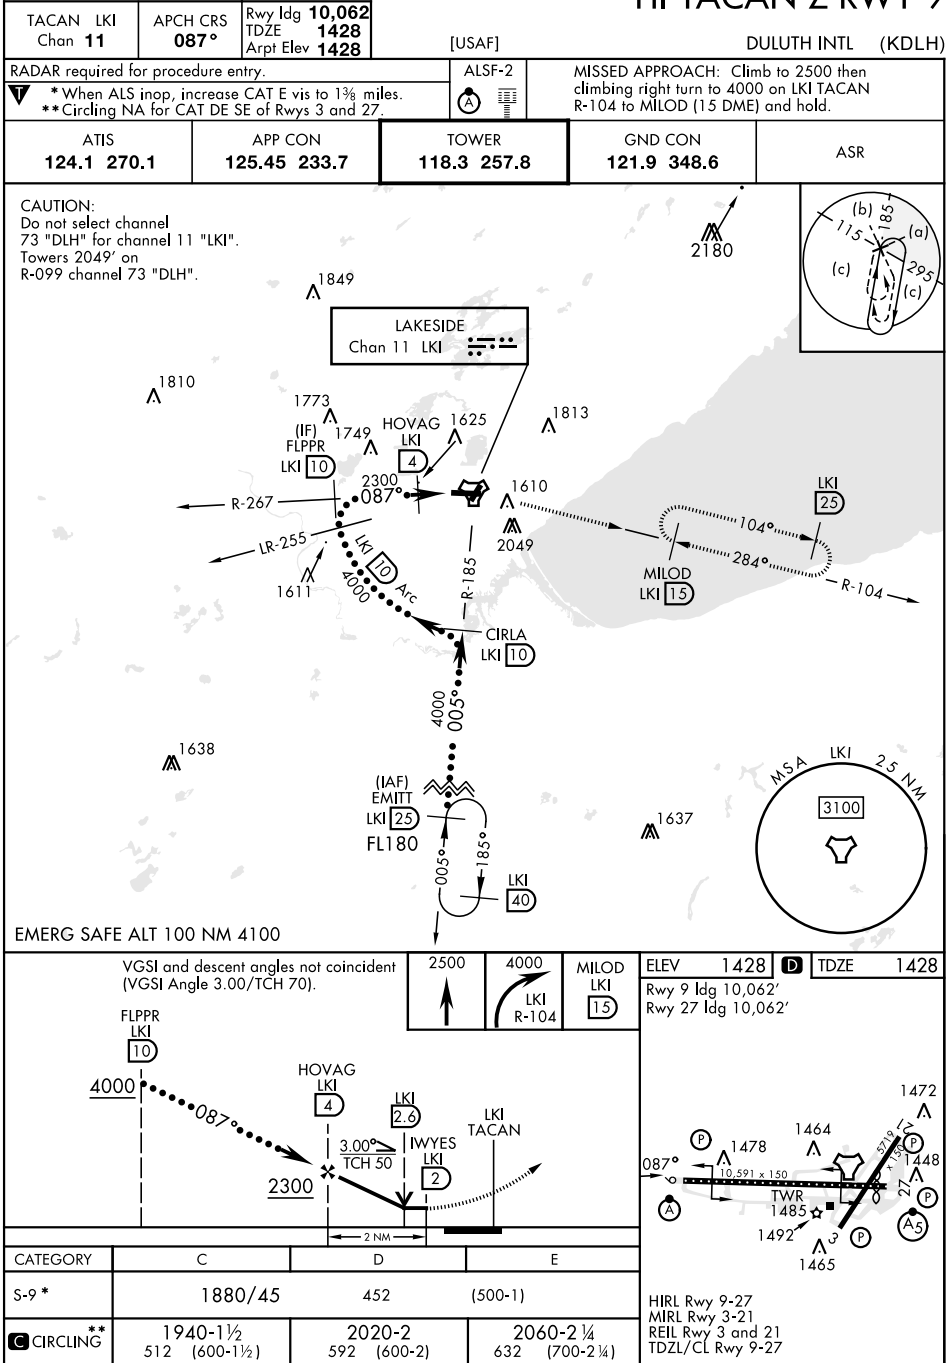 HI-TACAN Z RWY 9
TACAN LKI
Chan 11
APCH CRS
087°
Rwy ldg 10,062
TDZE 1428
Arpt Elev 1428
[USAF]
DULUTH INTL (KDLH)
RADAR required for procedure entry.
T
* When ALS inop, increase CAT E vis to 1⅜ miles.
** Circling NA for CAT DE SE of Rwys 3 and 27.
ALSF-2
A
MISSED APPROACH: Climb to 2500 then
climbing right turn to 4000 on LKI TACAN
R-104 to MILOD (15 DME) and hold.
ATIS
124.1 270.1
APP CON
125.45 233.7
TOWER
118.3 257.8
GND CON
121.9 348.6
ASR
CAUTION:
Do not select channel
73 "DLH" for channel 11 "LKI".
Towers 2049' on
R-099 channel 73 "DLH".
2180
(b)
185
(a)
115
295
(c)
(c)
1849
LAKESIDE
Chan 11 LKI
1810
1773
1749
HOVAG
LKI
4
1625
1813
(IF)
FLPPR
LKI 10
2300
087°
1610
2049
LKI
25
R-267
LR-255
1611
LKI 10 Arc
4000
R-185
104°
284°
MILOD
LKI 15
R-104
CIRLA
LKI 10
4000
005°
1638
(IAF)
EMITT
LKI 25
FL180
005°
185°
LKI
40
1637
MSA LKI 25 NM
3100
EMERG SAFE ALT 100 NM 4100
VGSI and descent angles not coincident
(VGSI Angle 3.00/TCH 70).
2500
4000
LKI
R-104
MILOD
LKI
15
FLPPR
LKI
10
4000
087°
HOVAG
LKI
4
2300
3.00°
TCH 50
LKI
2.6
IWYES
LKI
2
LKI
TACAN
2 NM
ELEV 1428
D
TDZE 1428
Rwy 9 ldg 10,062'
Rwy 27 ldg 10,062'
1472
1464
1478
1448
087°
P
P
P
P
9
10,591 x 150
5719 x 150
21
27
3
TWR
1485
1492
1465
A
A5
HIRL Rwy 9-27
MIRL Rwy 3-21
REIL Rwy 3 and 21
TDZL/CL Rwy 9-27
CATEGORY C D E
S-9 * 1880/45 452 (500-1)
C CIRCLING ** 1940-1½ 2020-2 2060-2¼
512 (600-1½) 592 (600-2) 632 (700-2¼)